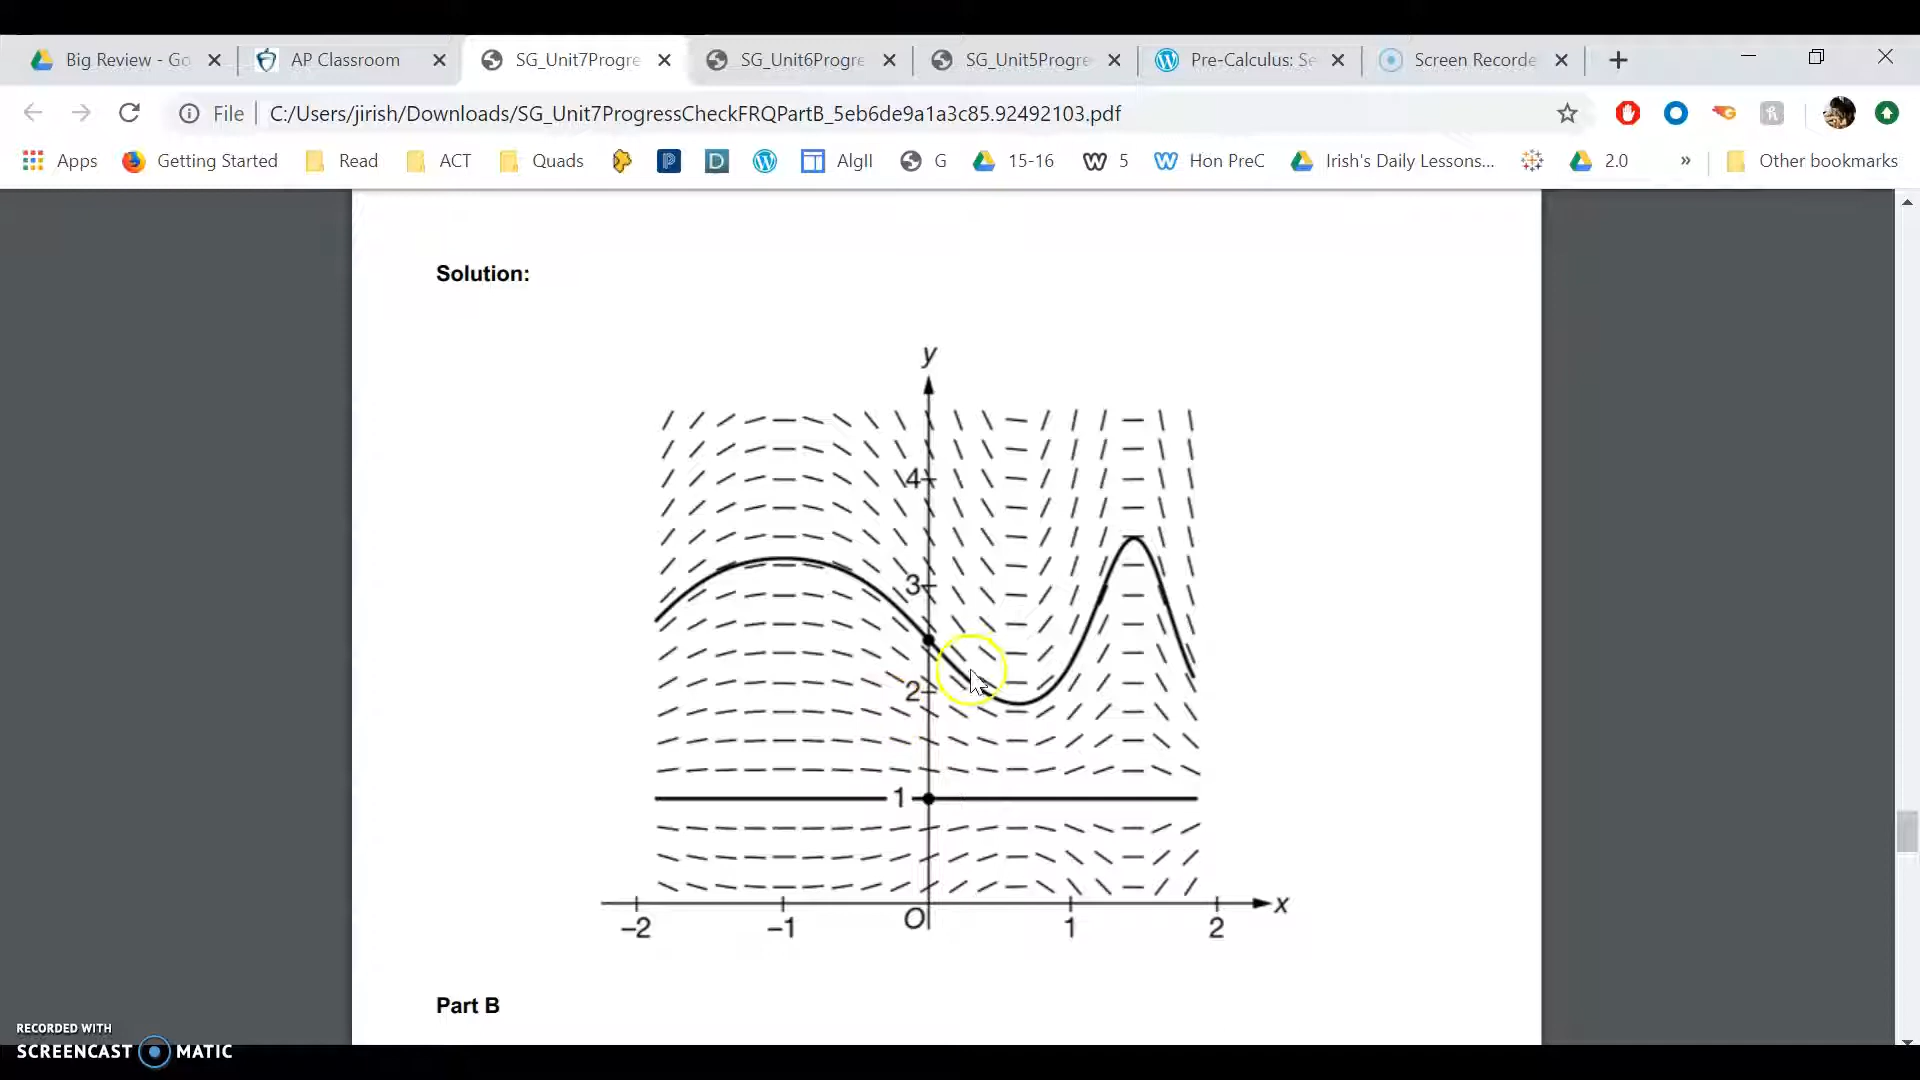 Big Review - Go
AP Classroom
SG_Unit7Progre
SG_Unit6Progre
SG_Unit5Progre
Pre-Calculus: Se
Screen Recorde
File
C:/Users/jirish/Downloads/SG_Unit7ProgressCheckFRQPartB_5eb6de9a1a3c85.92492103.pdf
Apps
Getting Started
Read
ACT
Quads
P
D
AlgII
G
15-16
5
Hon PreC
Irish's Daily Lessons...
2.0
»
Other bookmarks
Solution:
y
4
3
2
1
O
x
–2
–1
1
2
Part B
RECORDED WITH
SCREENCAST MATIC